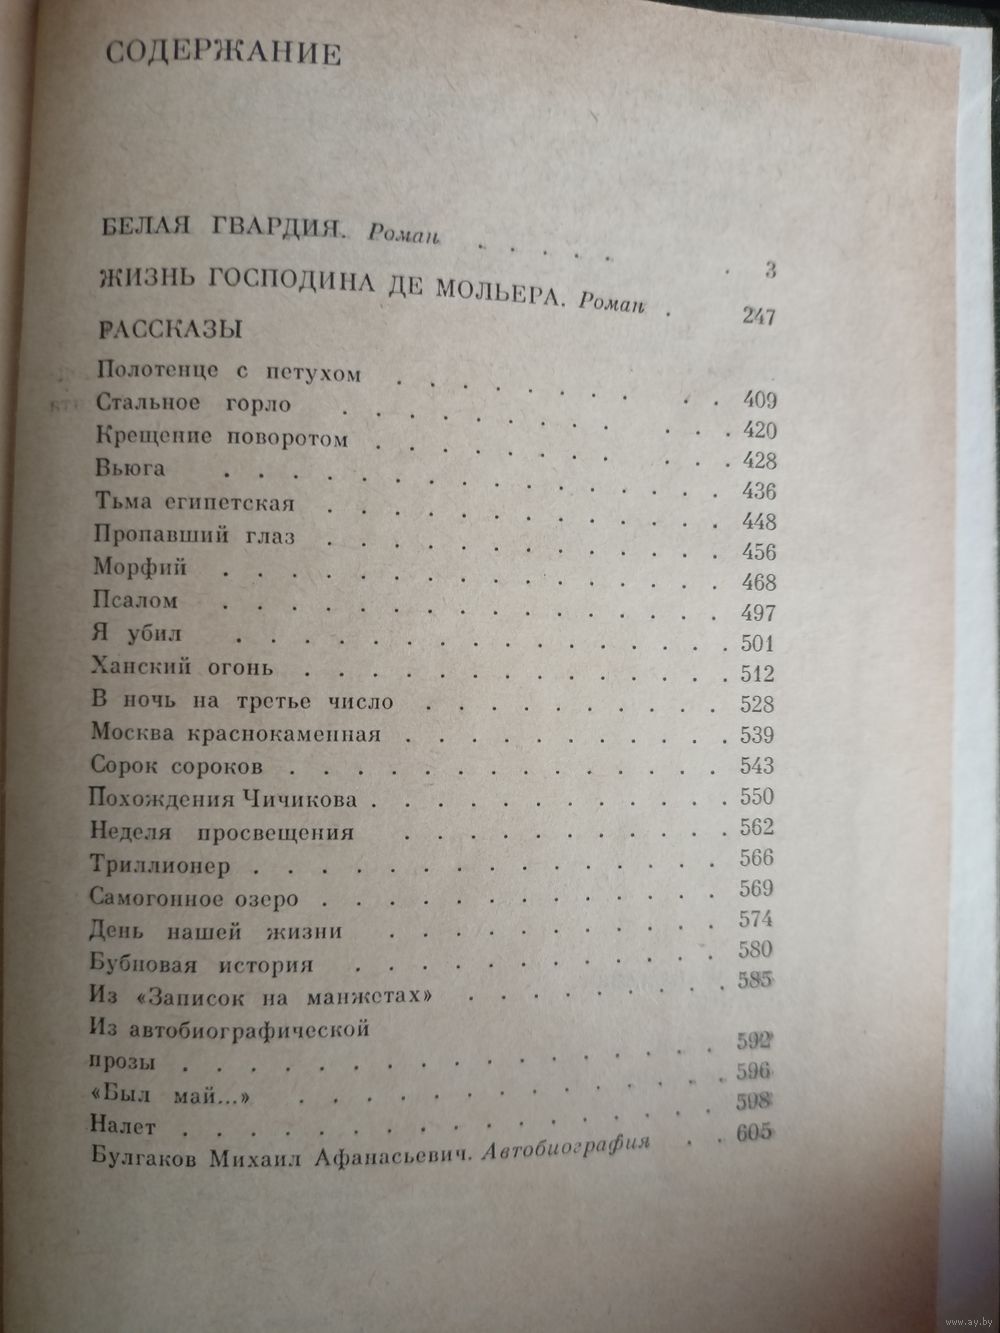 СОДЕРЖАНИЕ
БЕЛАЯ ГВАРДИЯ. Роман . . . . . . 3
ЖИЗНЬ ГОСПОДИНА ДЕ МОЛЬЕРА. Роман . 247
РАССКАЗЫ
Полотенце с петухом . . . . . . . . . . 409
Стальное горло . . . . . . . . . . . . 420
Крещение поворотом . . . . . . . . . . . 428
Вьюга . . . . . . . . . . . . . . . 436
Тьма египетская . . . . . . . . . . . . 448
Пропавший глаз . . . . . . . . . . . . 456
Морфий . . . . . . . . . . . . . . . 468
Псалом . . . . . . . . . . . . . . . 497
Я убил . . . . . . . . . . . . . . . 501
Ханский огонь . . . . . . . . . . . . . 512
В ночь на третье число . . . . . . . . . 528
Москва краснокаменная . . . . . . . . . . 539
Сорок сороков . . . . . . . . . . . . . 543
Похождения Чичикова . . . . . . . . . . . 550
Неделя просвещения . . . . . . . . . . 562
Триллионер . . . . . . . . . . . . . . 566
Самогонное озеро . . . . . . . . . . . . 569
День нашей жизни . . . . . . . . . . 574
Бубновая история . . . . . . . . . . . 580
Из «Записок на манжетах» . . . . . . . . 585
Из автобиографической
прозы . . . . . . . . . . . . . . . 592
«Был май...» . . . . . . . . . . . . 596
Налет . . . . . . . . . . . . . . . 598
Булгаков Михаил Афанасьевич. Автобиография . . 605
www.ay.by